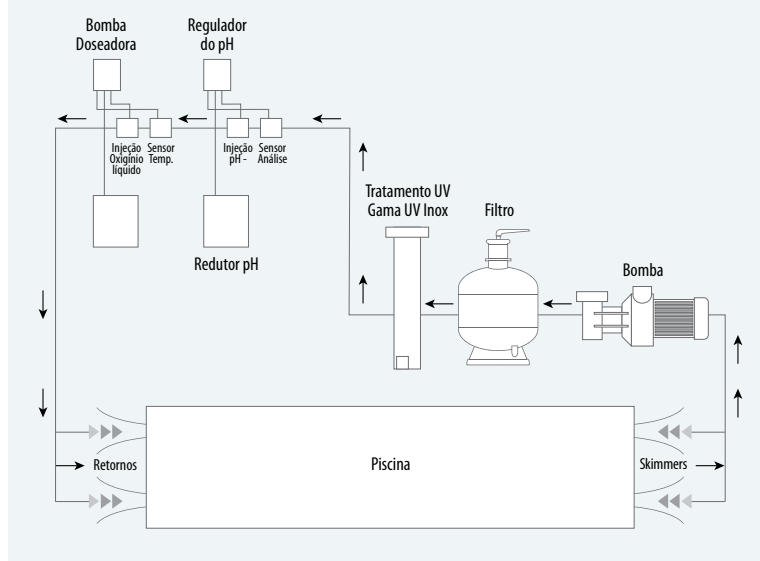 Bomba
Doseadora
Regulador
do pH
Injeção
Oxigínio
líquido
Sensor
Temp.
Injeção
pH -
Sensor
Análise
Redutor pH
Tratamento UV
Gama UV Inox
Filtro
Bomba
Retornos
Piscina
Skimmers